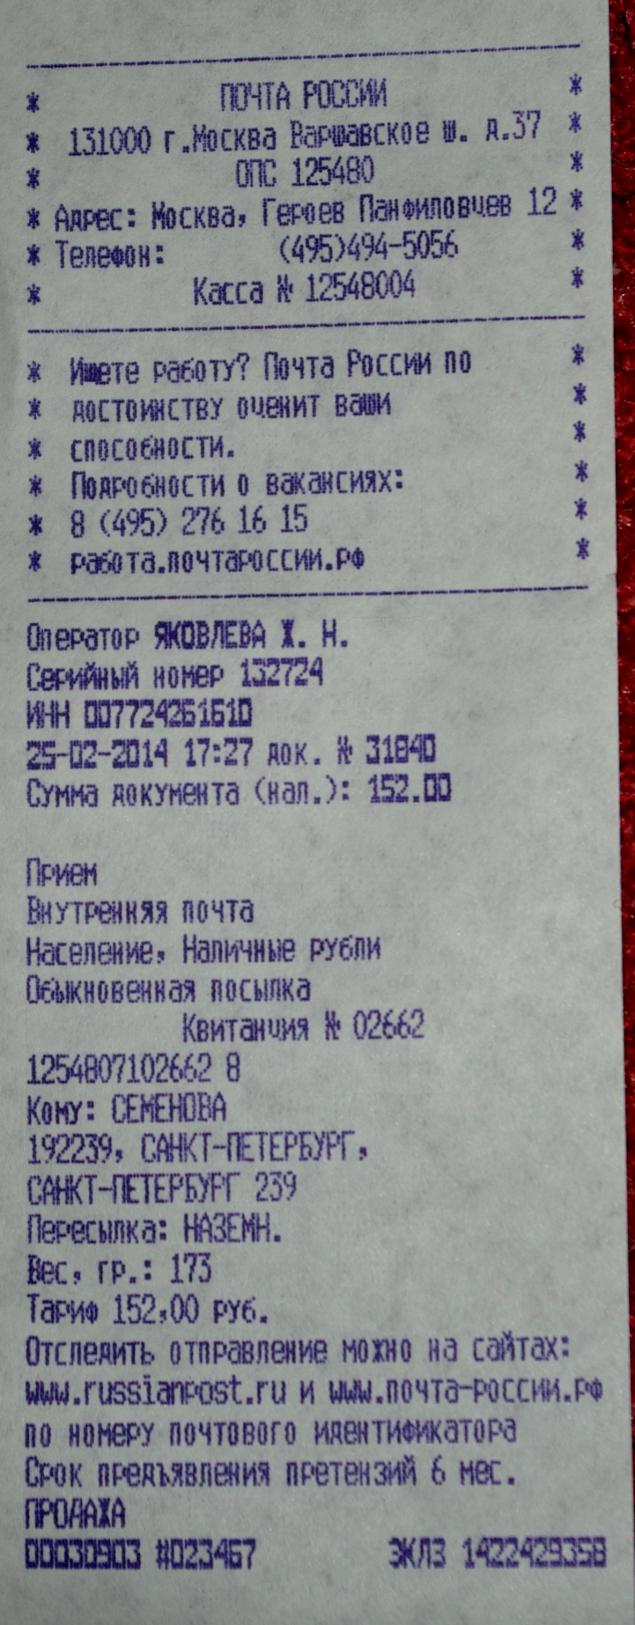 * ПОЧТА РОССИИ *
* 131000 г.Москва Варшавское ш. д.37 *
* ОПС 125480 *
* Адрес: Москва, Героев Панфиловцев 12 *
* Телефон: (495)494-5056 *
* Касса № 12548004 *
* Ищете работу? Почта России по *
* достоинству оценит ваши *
* способности. *
* Подробности о вакансиях: *
* 8 (495) 276 16 15 *
* работа.почтароссии.рф *
Оператор ЯКОВЛЕВА Ж. Н.
Серийный номер 132724
ИНН 007724261610
25-02-2014 17:27 док. № 31840
Сумма документа (нал.): 152.00
Прием
Внутренняя почта
Население, Наличные рубли
Обыкновенная посылка
Квитанция № 02662
1254807102662 8
Кому: СЕМЕНОВА
192239, САНКТ-ПЕТЕРБУРГ,
САНКТ-ПЕТЕРБУРГ 239
Пересылка: НАЗЕМН.
Вес, гр.: 173
Тариф 152,00 руб.
Отследить отправление можно на сайтах:
www.russianpost.ru и www.почта-россии.рф
по номеру почтового идентификатора
Срок предъявления претензий 6 мес.
ПРОДАЖА
00030903 #023467 ЭКЛЗ 1422429358